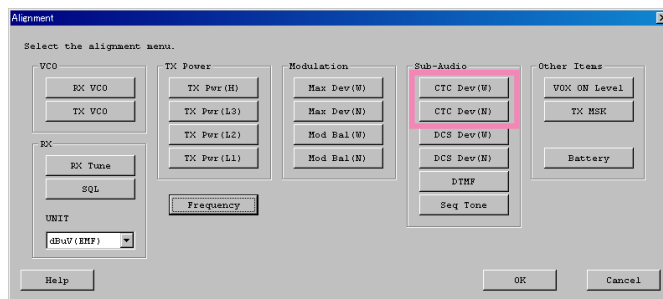 Alignment
Select the alignment menu.
VCO
RX VCO
TX VCO
RX
RX Tune
SQL
UNIT
dBuV(EMF)
TX Power
TX Pwr(H)
TX Pwr(L3)
TX Pwr(L2)
TX Pwr(L1)
Frequency
Modulation
Max Dev(W)
Max Dev(N)
Mod Bal(W)
Mod Bal(N)
Sub-Audio
CTC Dev(W)
CTC Dev(N)
DCS Dev(W)
DCS Dev(N)
DTMF
Seq Tone
Other Items
VOX ON Level
TX MSK
Battery
Help
OK
Cancel